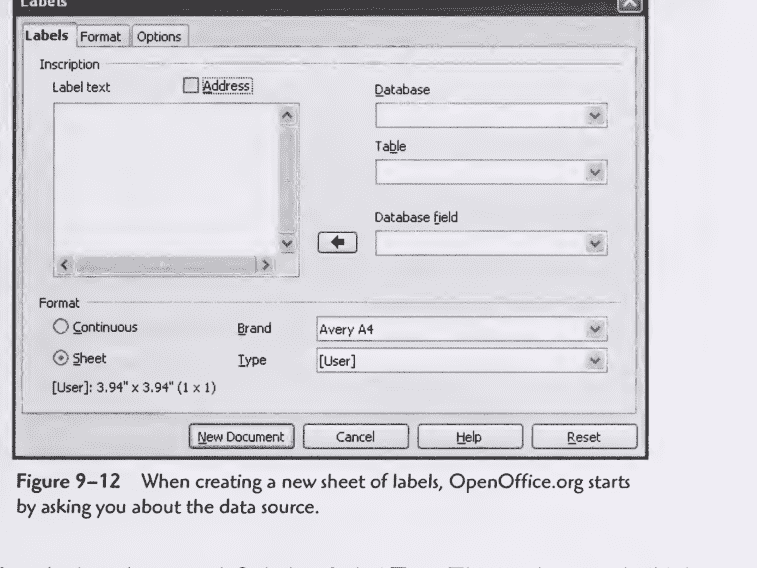 Labels
Labels Format Options
Inscription
Label text Address
Database
Table
Database field
Format
Continuous Brand Avery A4
Sheet Type [User]
[User]: 3.94" x 3.94" (1 x 1)
New Document Cancel Help Reset
Figure 9–12 When creating a new sheet of labels, OpenOffice.org starts
by asking you about the data source.